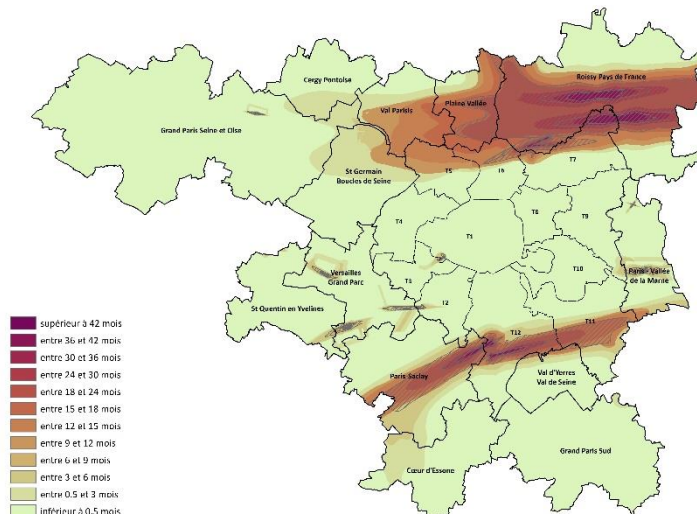 Cergy Pontoise
Roissy Pays de France
Val Parisis
Plaine Vallée
Grand Paris Seine et Oise
St Germain
Boucles de Seine
T5
T6
T7
T4
T8
T9
T1
Versailles
Grand Parc
T3
T2
T10
Paris - Vallée
de la Marne
St Quentin en Yvelines
T12
T11
Paris Saclay
Val d'Yerres
Val de Seine
Cœur d'Essone
Grand Paris Sud
supérieur à 42 mois
entre 36 et 42 mois
entre 30 et 36 mois
entre 24 et 30 mois
entre 18 et 24 mois
entre 15 et 18 mois
entre 12 et 15 mois
entre 9 et 12 mois
entre 6 et 9 mois
entre 3 et 6 mois
entre 0.5 et 3 mois
inférieur à 0.5 mois